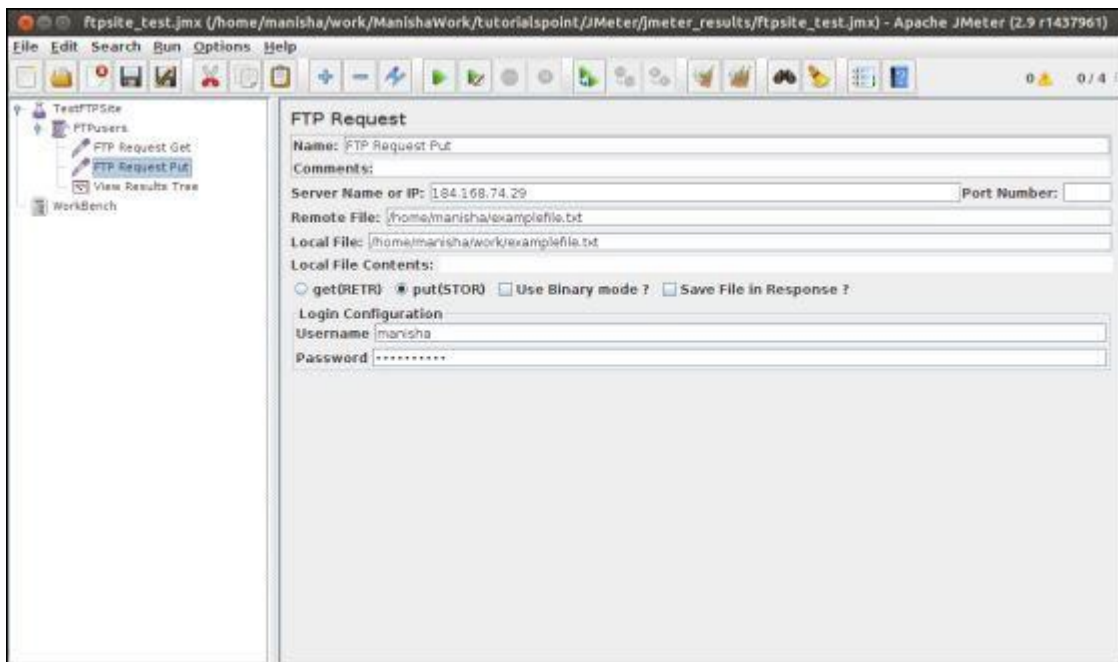 ftpsite_test.jmx (/home/manisha/work/ManishaWork/tutorialspoint/JMeter/jmeter_results/ftpsite_test.jmx) - Apache JMeter (2.9 r1437961)
File Edit Search Run Options Help
0 0 / 4
TestFTPSite
FTPusers
FTP Request Get
FTP Request Put
View Results Tree
WorkBench
FTP Request
Name: FTP Request Put
Comments:
Server Name or IP: 184.168.74.29 Port Number:
Remote File: /home/manisha/examplefile.txt
Local File: /home/manisha/work/examplefile.txt
Local File Contents:
get(RETR) put(STOR) Use Binary mode ? Save File in Response ?
Login Configuration
Username manisha
Password ••••••••••